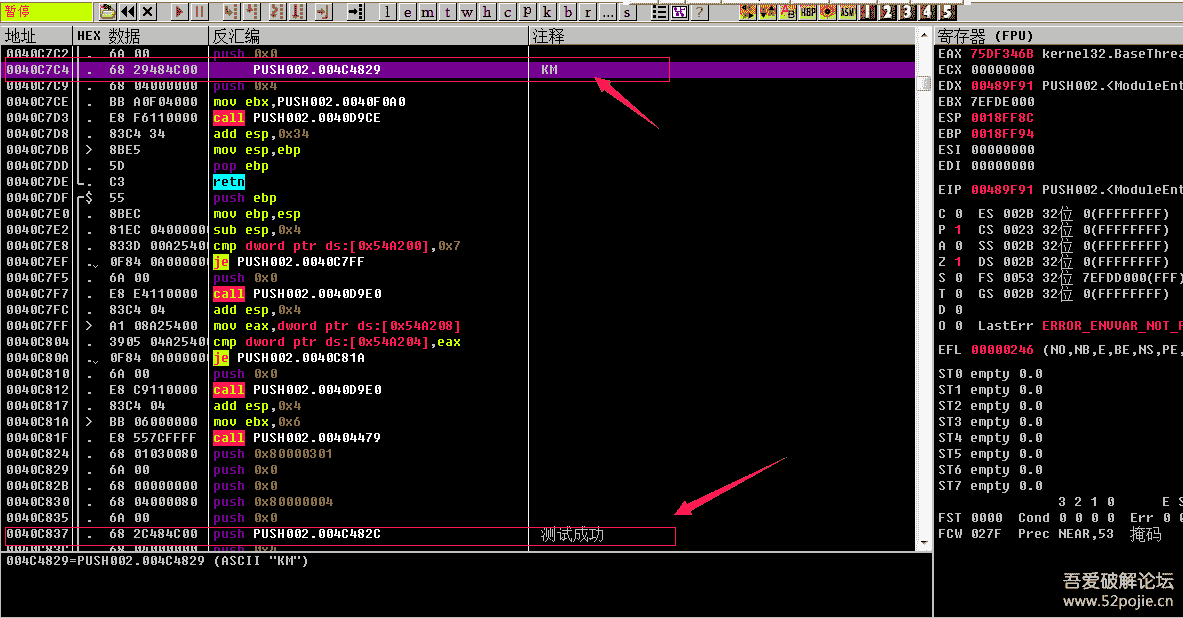 暂停 l e m t w h c p k b r ... s ? BP ASM 1 2 3 4 5
地址 HEX 数据 反汇编 注释 寄存器 (FPU)
0040C7C2 . 6A 00 push 0x0
0040C7C4 . 68 29484C00 PUSH002.004C4829 KM
0040C7C9 . 68 04000000 push 0x4
0040C7CE . BB A0F04000 mov ebx,PUSH002.0040F0A0
0040C7D3 . E8 F6110000 call PUSH002.0040D9CE
0040C7D8 . 83C4 34 add esp,0x34
0040C7DB > 8BE5 mov esp,ebp
0040C7DD . 5D pop ebp
0040C7DE . C3 retn
0040C7DF $ 55 push ebp
0040C7E0 . 8BEC mov ebp,esp
0040C7E2 . 81EC 0400000 sub esp,0x4
0040C7E8 . 833D 00A2540 cmp dword ptr ds:[0x54A200],0x7
0040C7EF . 0F84 0A00000 je PUSH002.0040C7FF
0040C7F5 . 6A 00 push 0x0
0040C7F7 . E8 E4110000 call PUSH002.0040D9E0
0040C7FC . 83C4 04 add esp,0x4
0040C7FF > A1 08A25400 mov eax,dword ptr ds:[0x54A208]
0040C804 . 3905 04A2540 cmp dword ptr ds:[0x54A204],eax
0040C80A . 0F84 0A00000 je PUSH002.0040C81A
0040C810 . 6A 00 push 0x0
0040C812 . E8 C9110000 call PUSH002.0040D9E0
0040C817 . 83C4 04 add esp,0x4
0040C81A > BB 06000000 mov ebx,0x6
0040C81F . E8 557CFFFF call PUSH002.00404479
0040C824 . 68 01030080 push 0x80000301
0040C829 . 6A 00 push 0x0
0040C82B . 68 00000000 push 0x0
0040C830 . 68 04000080 push 0x80000004
0040C835 . 6A 00 push 0x0
0040C837 . 68 2C484C00 push PUSH002.004C482C 测试成功
0040C83C . 68 04000000 push 0x4
EAX 75DF346B kernel32.BaseThrea
ECX 00000000
EDX 00489F91 PUSH002.<ModuleEnt
EBX 7EFDE000
ESP 0018FF8C
EBP 0018FF94
ESI 00000000
EDI 00000000
EIP 00489F91 PUSH002.<ModuleEnt
C 0 ES 002B 32位 0(FFFFFFFF)
P 1 CS 0023 32位 0(FFFFFFFF)
A 0 SS 002B 32位 0(FFFFFFFF)
Z 1 DS 002B 32位 0(FFFFFFFF)
S 0 FS 0053 32位 7EFDD000(FFF)
T 0 GS 002B 32位 0(FFFFFFFF)
D 0
O 0 LastErr ERROR_ENVVAR_NOT_F
EFL 00000246 (NO,NB,E,BE,NS,PE,
ST0 empty 0.0
ST1 empty 0.0
ST2 empty 0.0
ST3 empty 0.0
ST4 empty 0.0
ST5 empty 0.0
ST6 empty 0.0
ST7 empty 0.0
3 2 1 0 E S
FST 0000 Cond 0 0 0 0 Err 0 0
FCW 027F Prec NEAR,53 掩码
004C4829=PUSH002.004C4829 (ASCII "KM")
吾爱破解论坛
www.52pojie.cn